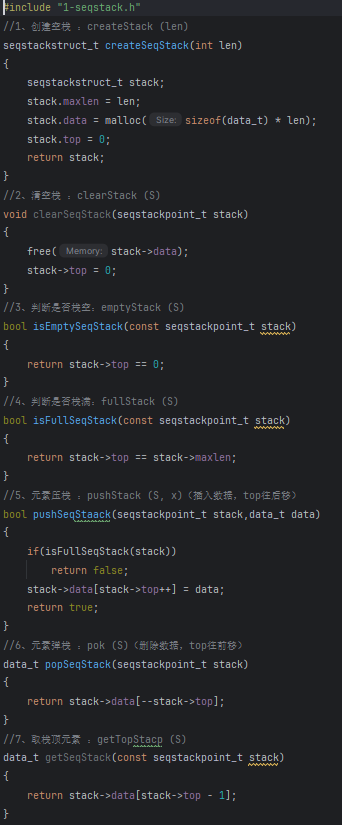 #include "1-seqstack.h"
//1、创建空栈 ：createStack (len)
seqstackstruct_t createSeqStack(int len)
{
    seqstackstruct_t stack;
    stack.maxlen = len;
    stack.data = malloc( Size: sizeof(data_t) * len);
    stack.top = 0;
    return stack;
}
//2、清空栈 ：clearStack (S)
void clearSeqStack(seqstackpoint_t stack)
{
    free( Memory: stack->data);
    stack->top = 0;
}
//3、判断是否栈空：emptyStack (S)
bool isEmptySeqStack(const seqstackpoint_t stack)
{
    return stack->top == 0;
}
//4、判断是否栈满：fullStack (S)
bool isFullSeqStack(const seqstackpoint_t stack)
{
    return stack->top == stack->maxlen;
}
//5、元素压栈 ：pushStack (S, x)（插入数据，top往后移）
bool pushSeqStaack(seqstackpoint_t stack,data_t data)
{
    if(isFullSeqStack(stack))
        return false;
    stack->data[stack->top++] = data;
    return true;
}
//6、元素弹栈 ：pok (S)（删除数据，top往前移）
data_t popSeqStack(seqstackpoint_t stack)
{
    return stack->data[--stack->top];
}
//7、取栈顶元素 ：getTopStacp (S)
data_t getSeqStack(const seqstackpoint_t stack)
{
    return stack->data[stack->top - 1];
}